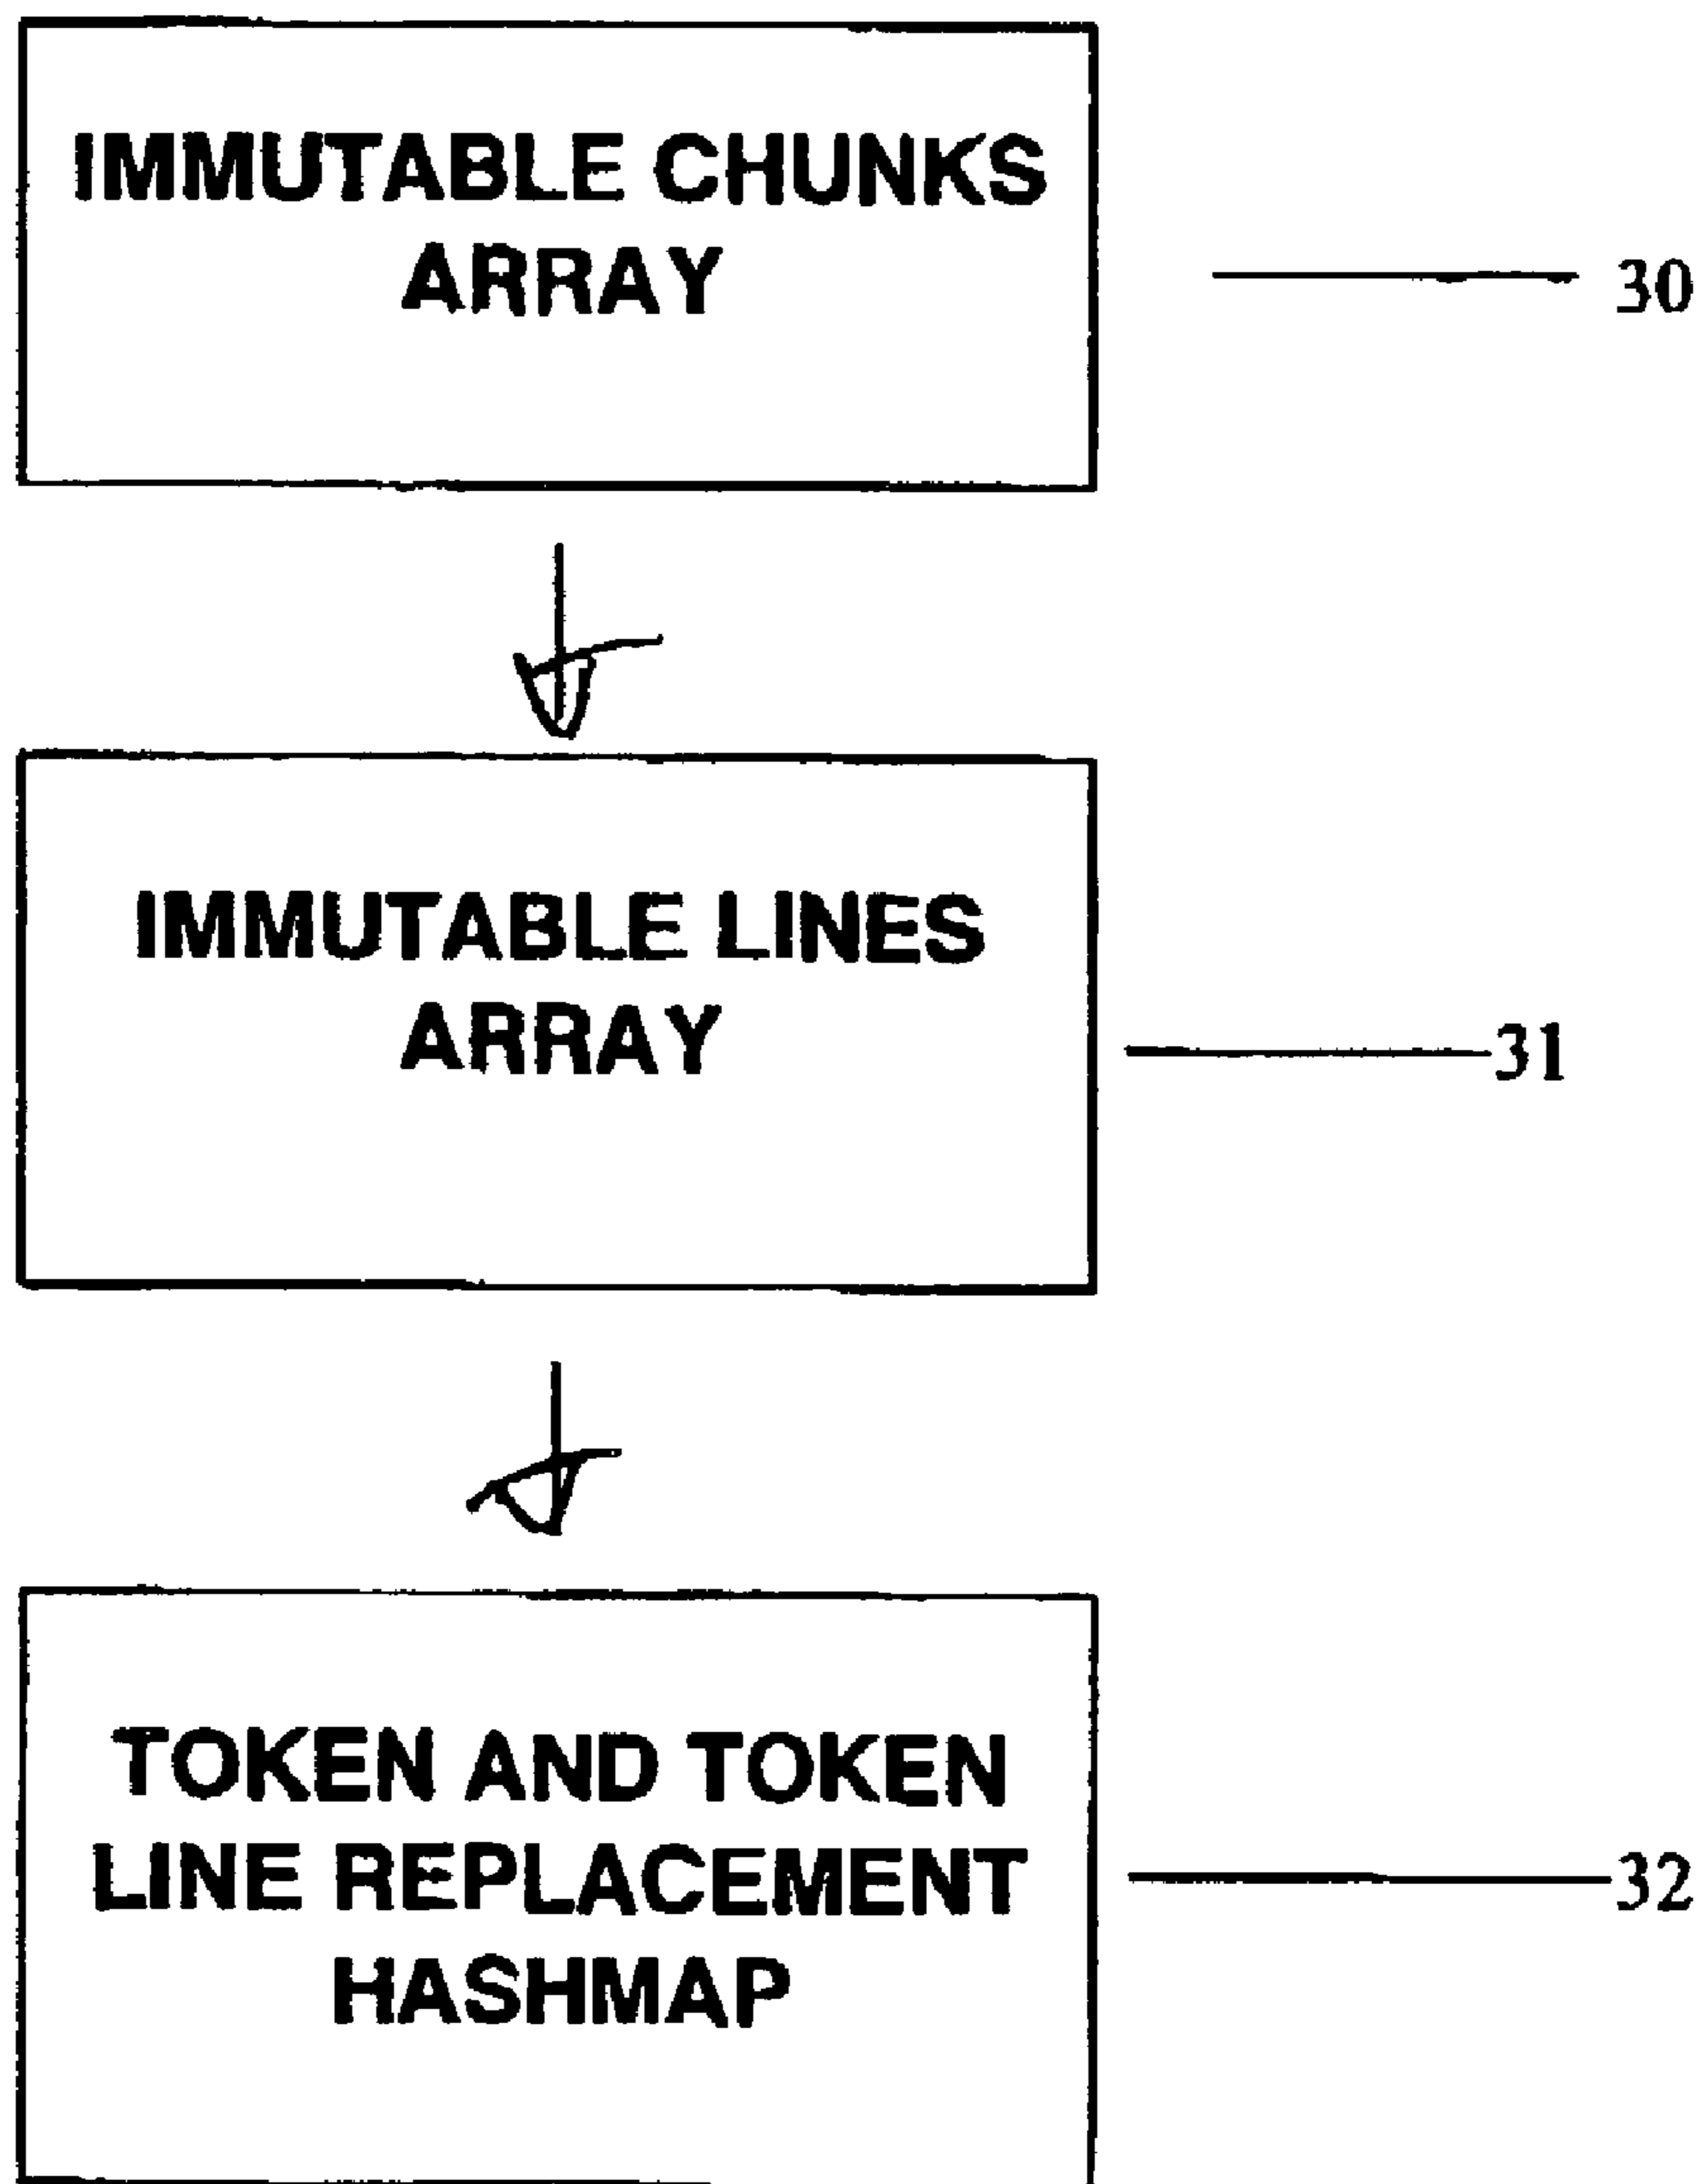 IMMUTABLE CHUNKS
ARRAY
30
IMMUTABLE LINES
ARRAY
31
TOKEN AND TOKEN
LINE REPLACEMENT
HASHMAP
32